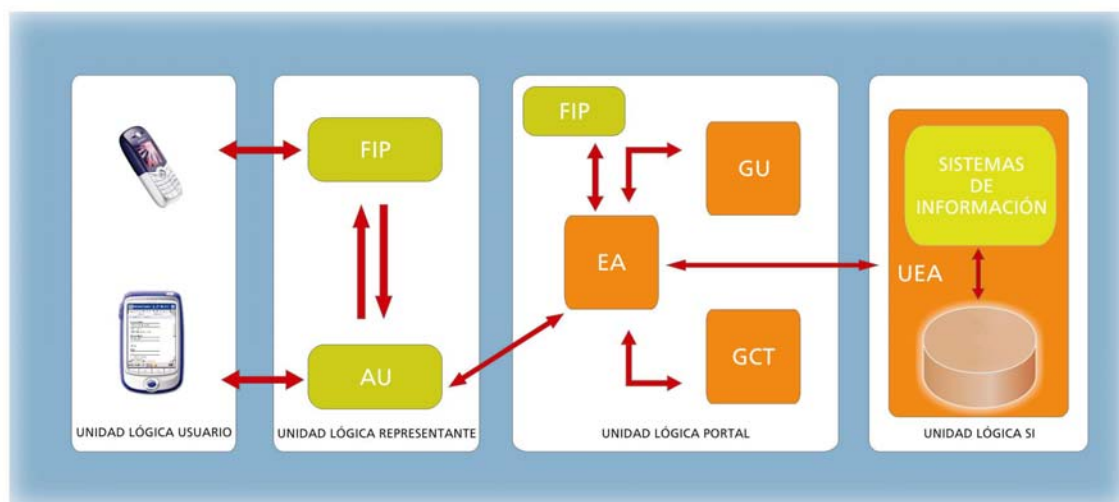 FIP
AU
FIP
GU
EA
GCT
SISTEMAS
DE
INFORMACIÓN
UEA
UNIDAD LÓGICA USUARIO
UNIDAD LÓGICA REPRESENTANTE
UNIDAD LÓGICA PORTAL
UNIDAD LÓGICA SI